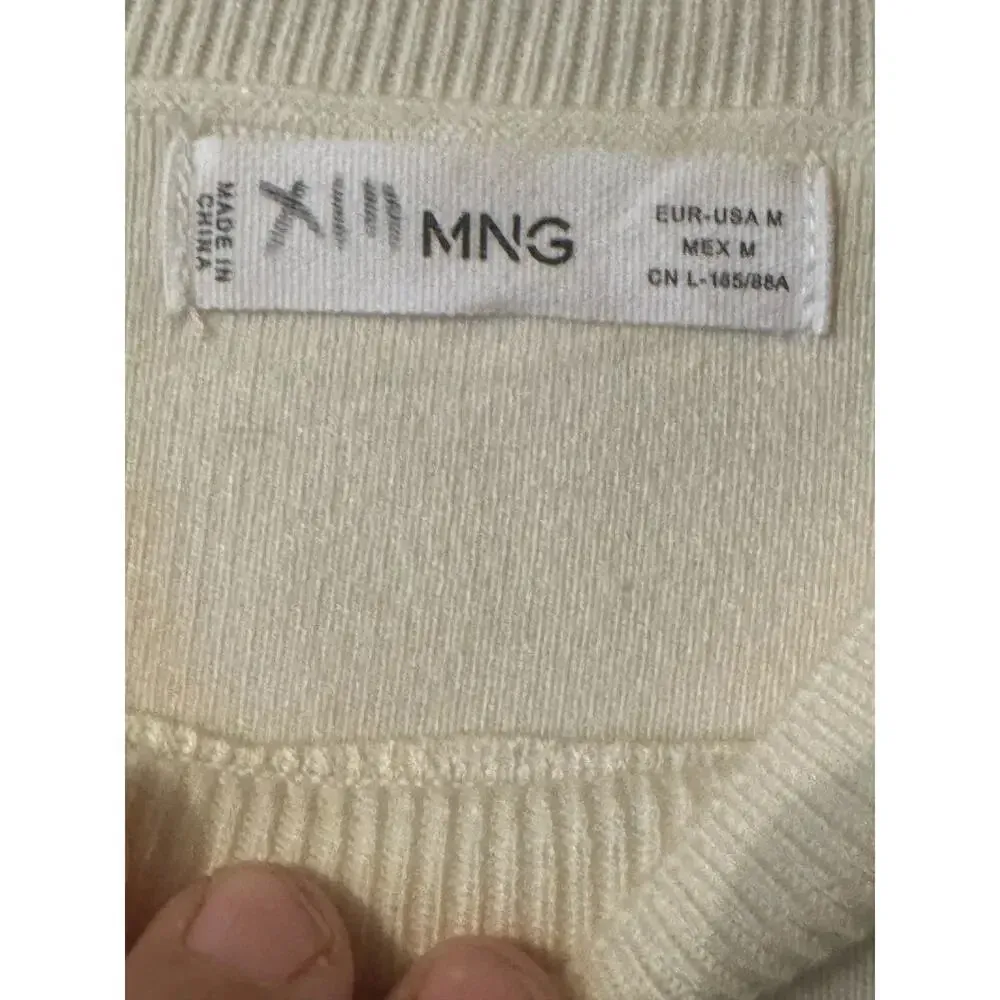 MADE IN
CHINA
MNG
EUR-USA M
MEX M
CN L-165/88A